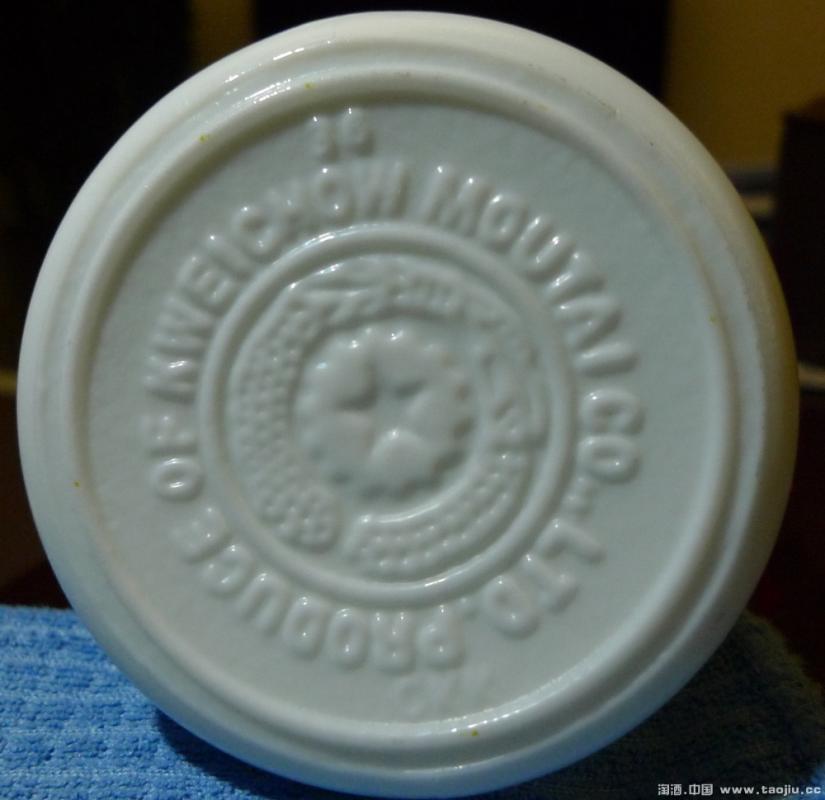 PRODUCE OF KWEICHOW MOUTAI CO., LTD.
淘酒.中国 www.taojiu.cc